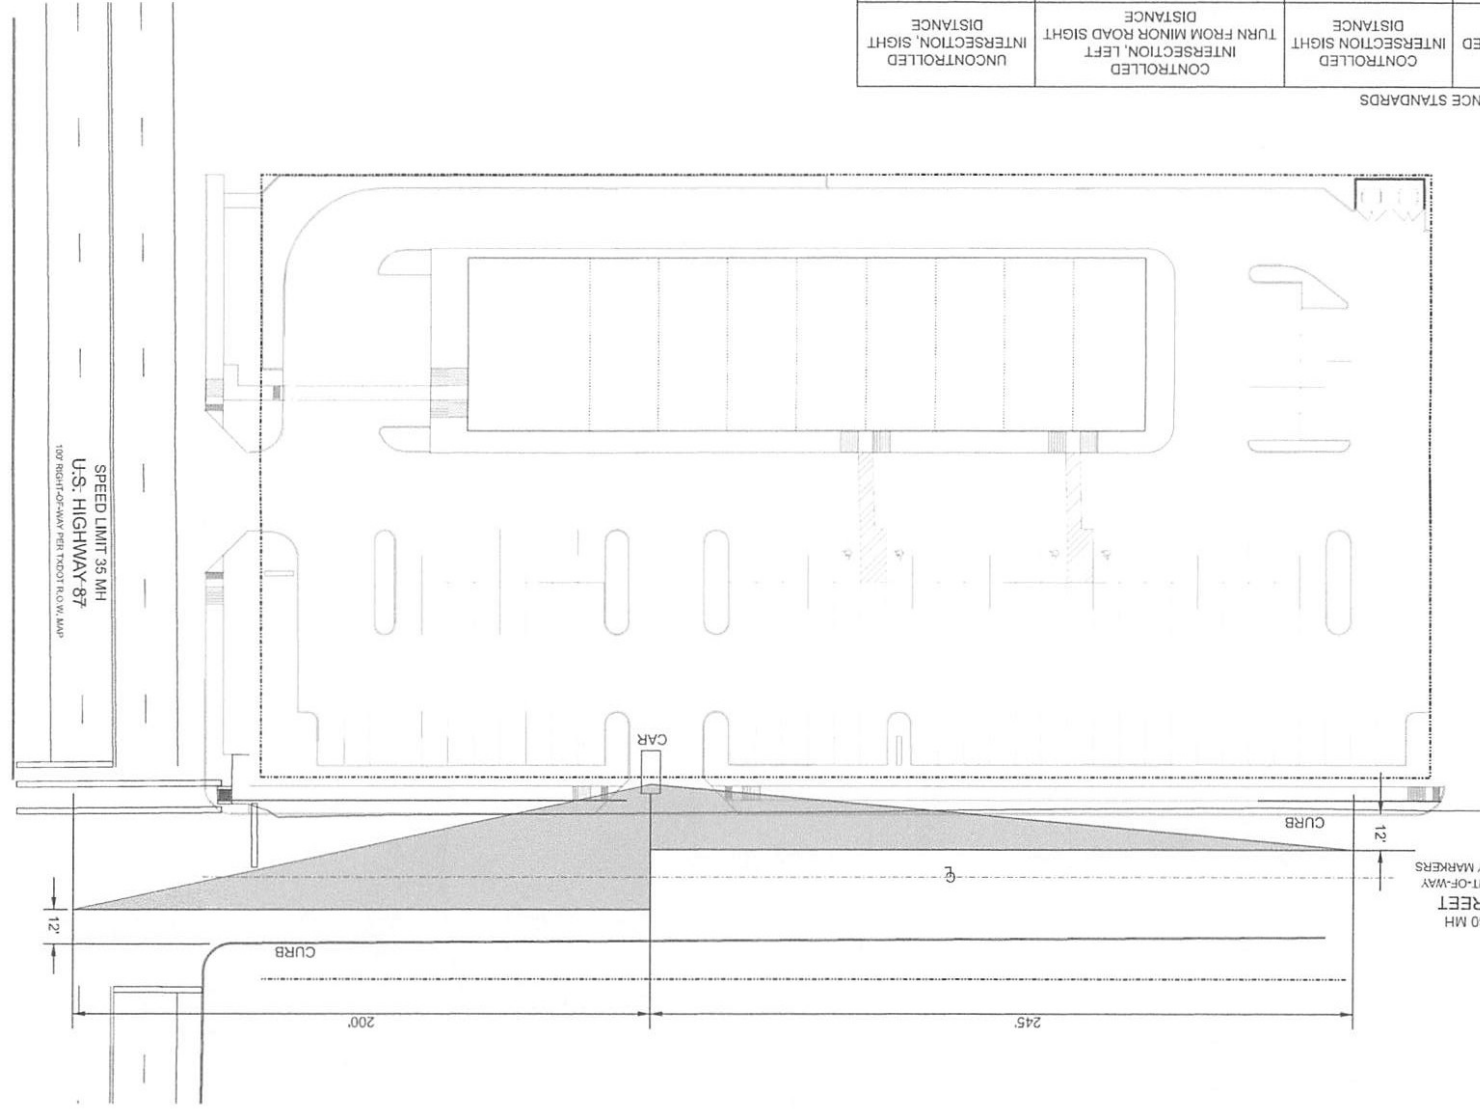 245'
200'
CURB
12'
0 MH
REET
T-OF-WAY
Y MARKERS
12'
CURB
CAR
SPEED LIMIT 35 MH
U.S. HIGHWAY 87
100' RIGHT-OF-WAY PER TXDOT R.O.W. MAP
NCE STANDARDS
ED
CONTROLLED
INTERSECTION SIGHT
DISTANCE
CONTROLLED
INTERSECTION, LEFT
TURN FROM MINOR ROAD SIGHT
DISTANCE
UNCONTROLLED
INTERSECTION, SIGHT
DISTANCE